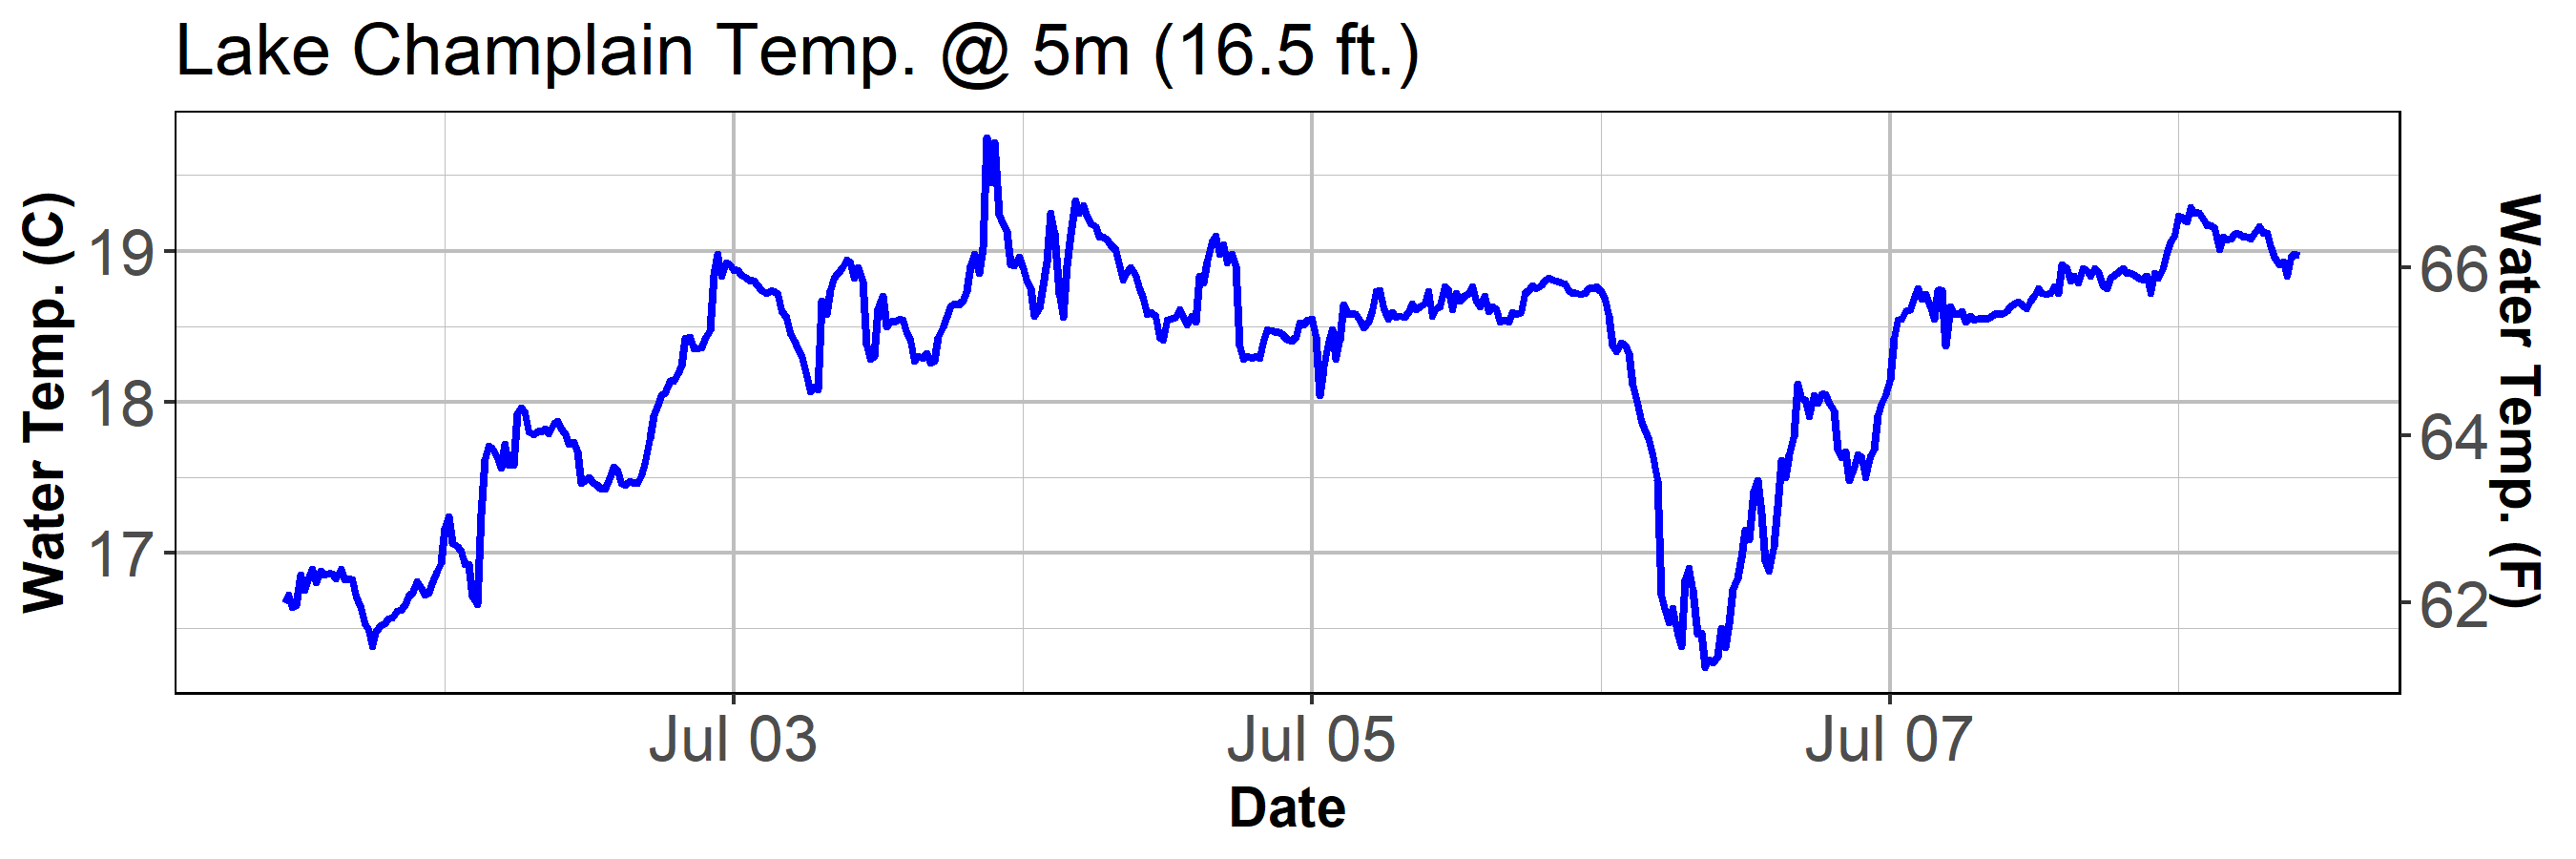 Lake Champlain Temp. @ 5m (16.5 ft.)
Water Temp. (C)
19
18
17
66
64
62
Water Temp. (F)
Jul 03 Jul 05 Jul 07
Date